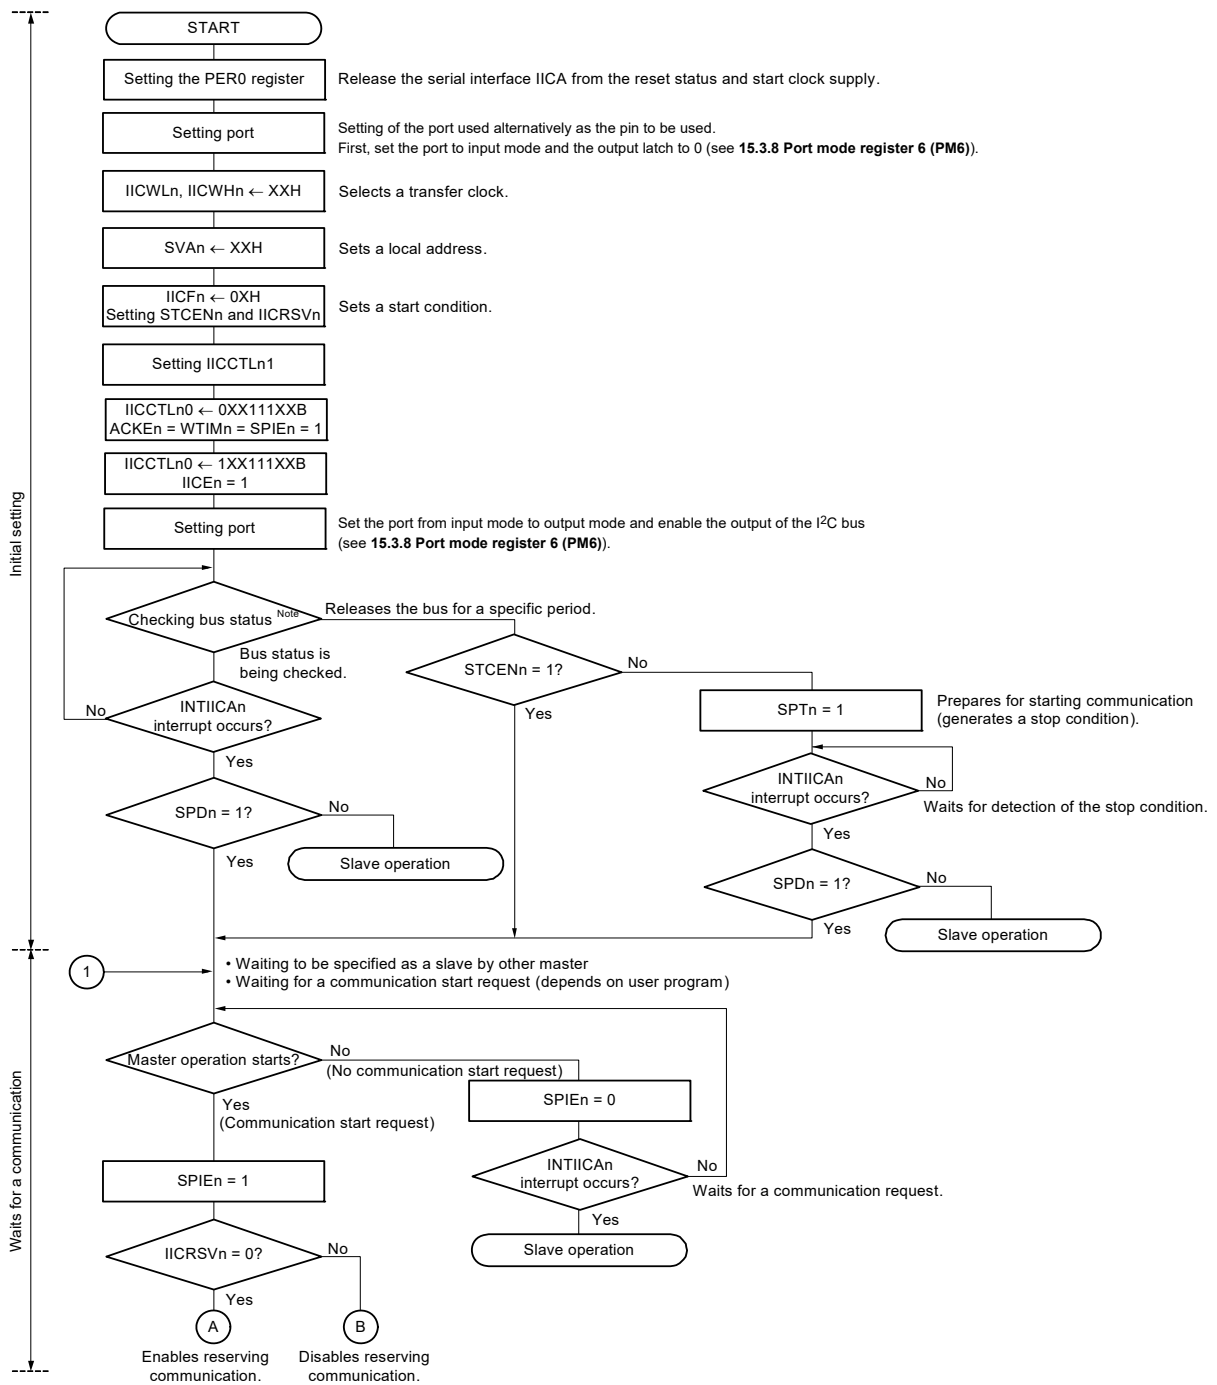 START
Setting the PER0 register
Release the serial interface IICA from the reset status and start clock supply.
Setting port
Setting of the port used alternatively as the pin to be used.
First, set the port to input mode and the output latch to 0 (see 15.3.8 Port mode register 6 (PM6)).
IICWLn, IICWHn ← XXH
Selects a transfer clock.
SVAn ← XXH
Sets a local address.
IICFn ← 0XH
Setting STCENn and IICRSVn
Sets a start condition.
Setting IICCTLn1
IICCTLn0 ← 0XX111XXB
ACKEn = WTIMn = SPIEn = 1
IICCTLn0 ← 1XX111XXB
IICEn = 1
Setting port
Set the port from input mode to output mode and enable the output of the I2C bus
(see 15.3.8 Port mode register 6 (PM6)).
Initial setting
Checking bus status Note
Releases the bus for a specific period.
Bus status is
being checked.
STCENn = 1?
No
Yes
SPTn = 1
Prepares for starting communication
(generates a stop condition).
No
INTIICAn
interrupt occurs?
Yes
INTIICAn
interrupt occurs?
No
Waits for detection of the stop condition.
Yes
SPDn = 1?
No
Yes
Slave operation
SPDn = 1?
No
Yes
Slave operation
1
• Waiting to be specified as a slave by other master
• Waiting for a communication start request (depends on user program)
Waits for a communication
Master operation starts?
No
(No communication start request)
Yes
(Communication start request)
SPIEn = 0
INTIICAn
interrupt occurs?
No
Waits for a communication request.
Yes
Slave operation
SPIEn = 1
IICRSVn = 0?
No
Yes
A
B
Enables reserving
communication.
Disables reserving
communication.